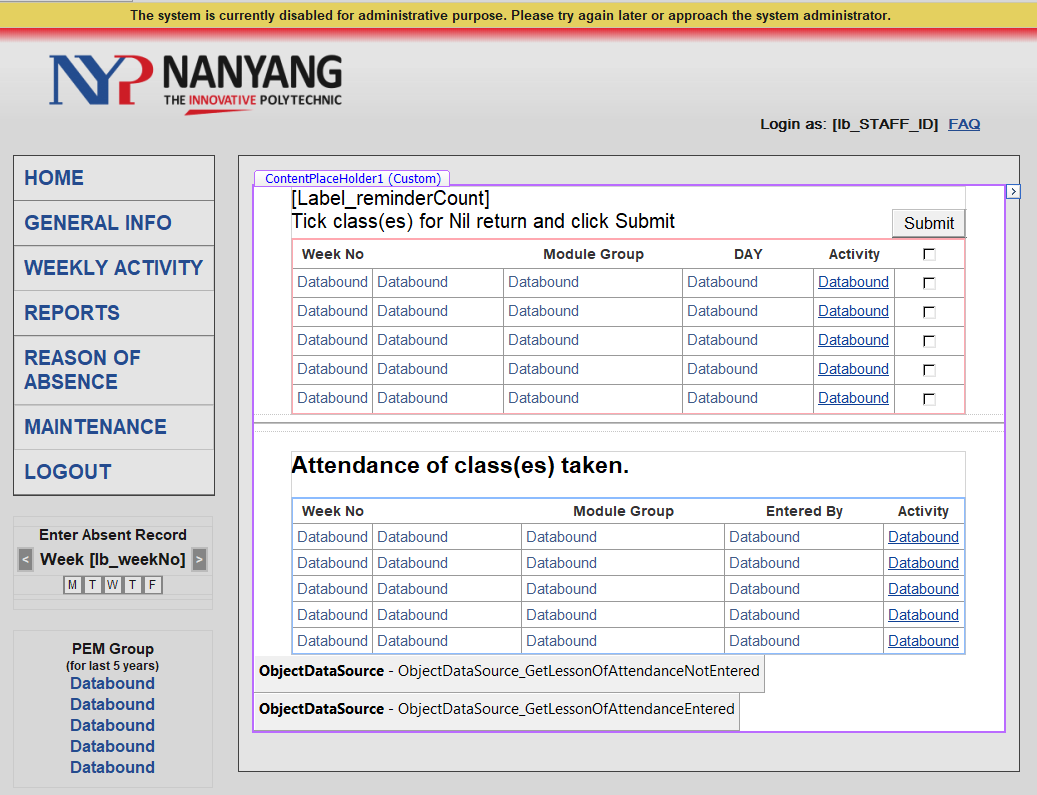 The system is currently disabled for administrative purpose. Please try again later or approach the system administrator.
NYP NANYANG
THE INNOVATIVE POLYTECHNIC
Login as: [lb_STAFF_ID] FAQ
HOME
GENERAL INFO
WEEKLY ACTIVITY
REPORTS
REASON OF
ABSENCE
MAINTENANCE
LOGOUT
Enter Absent Record
< Week [lb_weekNo] >
M T W T F
PEM Group
(for last 5 years)
Databound
Databound
Databound
Databound
Databound
ContentPlaceHolder1 (Custom)
>
[Label_reminderCount]
Tick class(es) for Nil return and click Submit
Submit
Week No Module Group DAY Activity
Databound Databound Databound Databound Databound
Databound Databound Databound Databound Databound
Databound Databound Databound Databound Databound
Databound Databound Databound Databound Databound
Databound Databound Databound Databound Databound
Attendance of class(es) taken.
Week No Module Group Entered By Activity
Databound Databound Databound Databound Databound
Databound Databound Databound Databound Databound
Databound Databound Databound Databound Databound
Databound Databound Databound Databound Databound
Databound Databound Databound Databound Databound
ObjectDataSource - ObjectDataSource_GetLessonOfAttendanceNotEntered
ObjectDataSource - ObjectDataSource_GetLessonOfAttendanceEntered